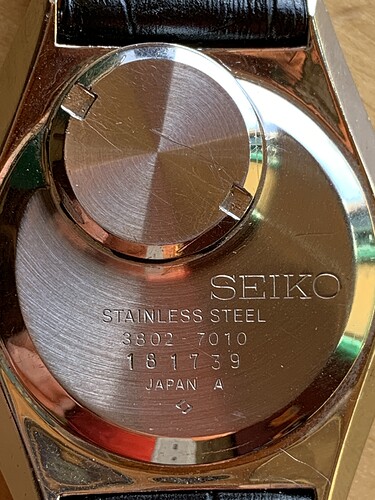 SEIKO
STAINLESS STEEL
3802-7010
181739
JAPAN A